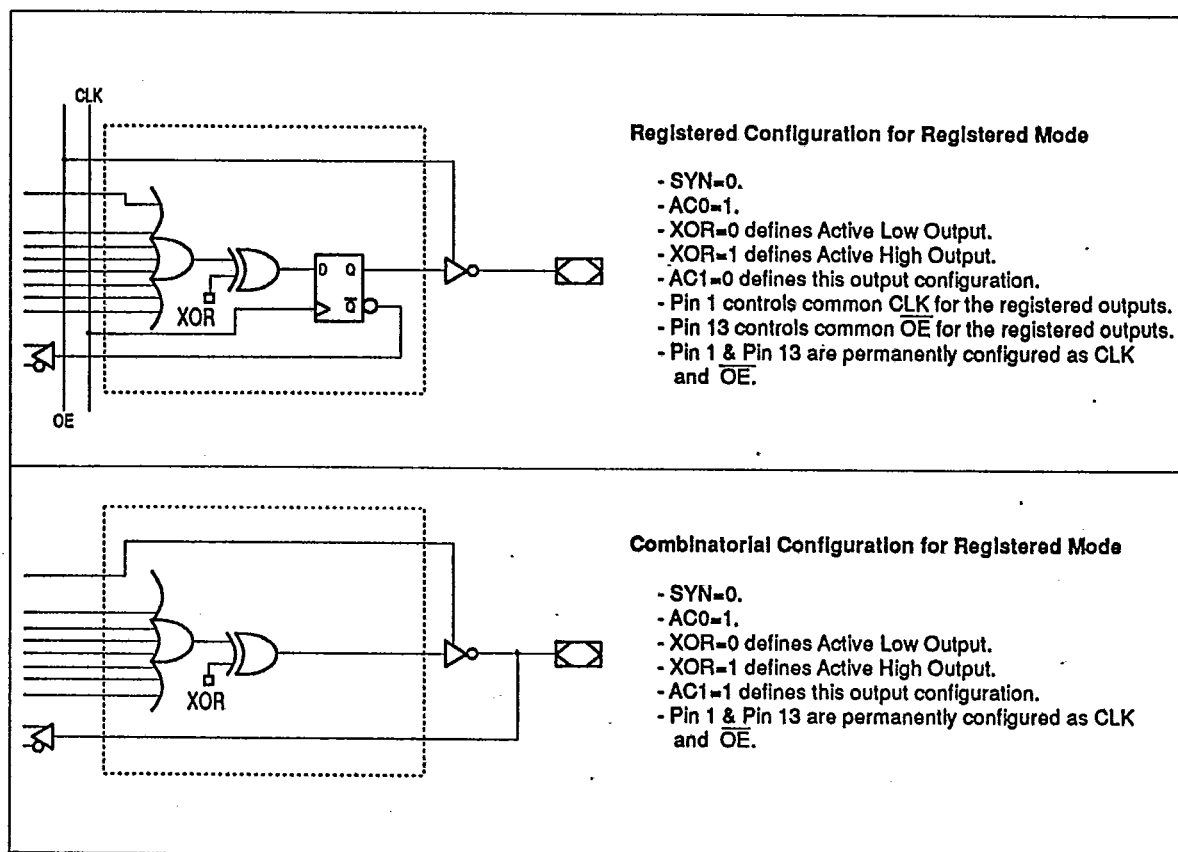 CLK
XOR
D Q
Q̅
OE
Registered Configuration for Registered Mode
- SYN=0.
- AC0=1.
- XOR=0 defines Active Low Output.
- XOR=1 defines Active High Output.
- AC1=0 defines this output configuration.
- Pin 1 controls common CLK for the registered outputs.
- Pin 13 controls common O̅E̅ for the registered outputs.
- Pin 1 & Pin 13 are permanently configured as CLK
and O̅E̅.
XOR
Combinatorial Configuration for Registered Mode
- SYN=0.
- AC0=1.
- XOR=0 defines Active Low Output.
- XOR=1 defines Active High Output.
- AC1=1 defines this output configuration.
- Pin 1 & Pin 13 are permanently configured as CLK
and O̅E̅.